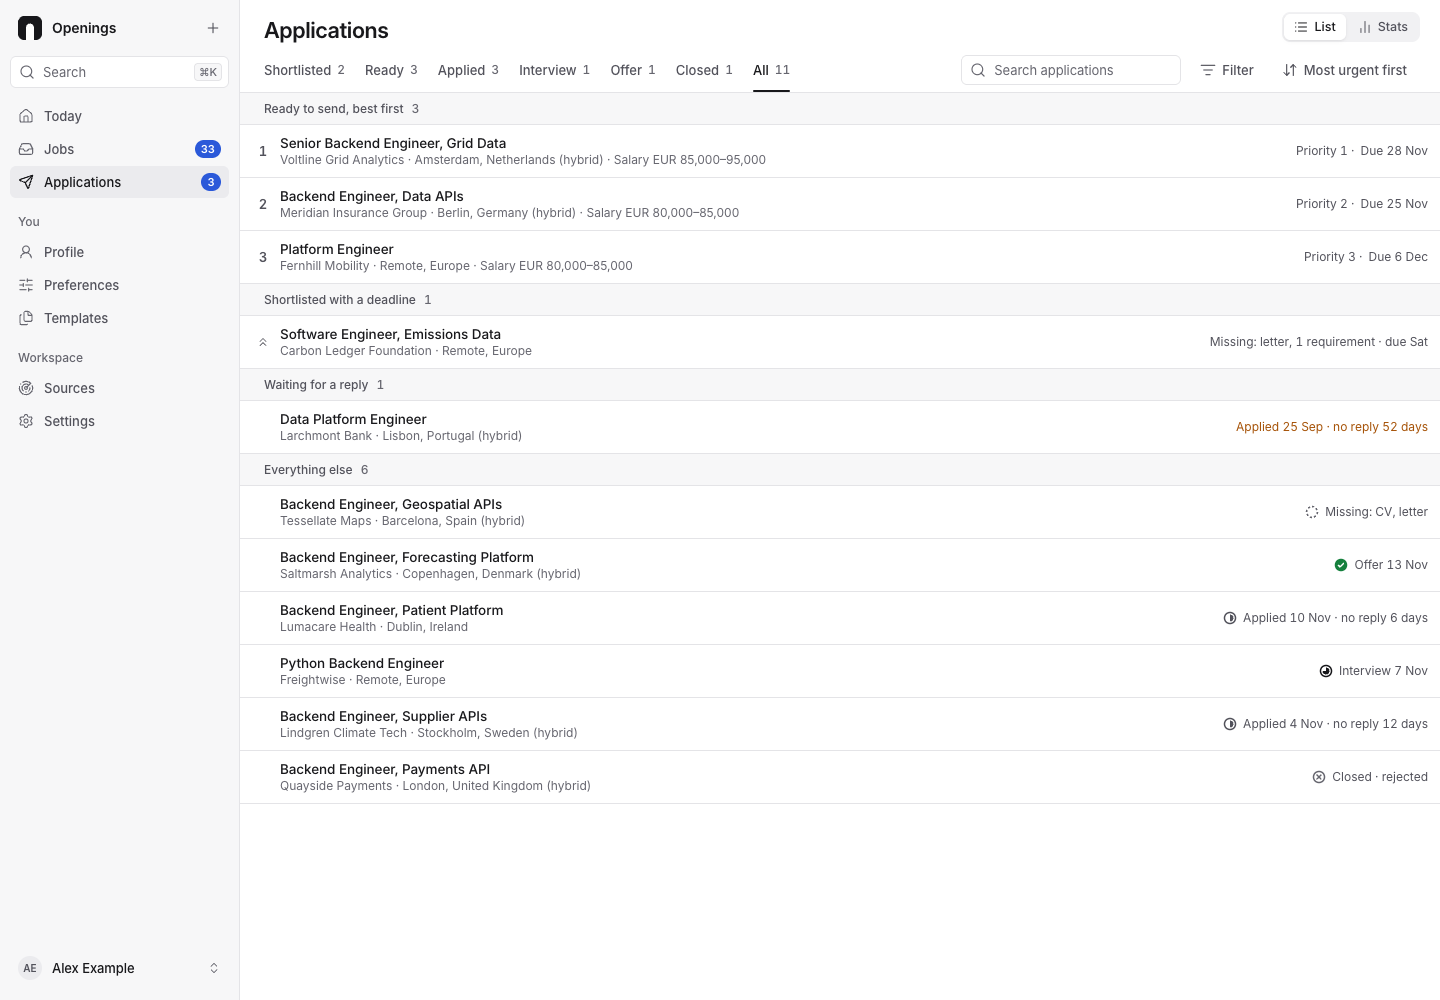 Openings
Search ⌘K
Today
Jobs 33
Applications 3
You
Profile
Preferences
Templates
Workspace
Sources
Settings
AE Alex Example
Applications
List Stats
Shortlisted 2 Ready 3 Applied 3 Interview 1 Offer 1 Closed 1 All 11
Search applications Filter Most urgent first
Ready to send, best first 3
1 Senior Backend Engineer, Grid Data
Voltline Grid Analytics · Amsterdam, Netherlands (hybrid) · Salary EUR 85,000–95,000
Priority 1 · Due 28 Nov
2 Backend Engineer, Data APIs
Meridian Insurance Group · Berlin, Germany (hybrid) · Salary EUR 80,000–85,000
Priority 2 · Due 25 Nov
3 Platform Engineer
Fernhill Mobility · Remote, Europe · Salary EUR 80,000–85,000
Priority 3 · Due 6 Dec
Shortlisted with a deadline 1
Software Engineer, Emissions Data
Carbon Ledger Foundation · Remote, Europe
Missing: letter, 1 requirement · due Sat
Waiting for a reply 1
Data Platform Engineer
Larchmont Bank · Lisbon, Portugal (hybrid)
Applied 25 Sep · no reply 52 days
Everything else 6
Backend Engineer, Geospatial APIs
Tessellate Maps · Barcelona, Spain (hybrid)
Missing: CV, letter
Backend Engineer, Forecasting Platform
Saltmarsh Analytics · Copenhagen, Denmark (hybrid)
Offer 13 Nov
Backend Engineer, Patient Platform
Lumacare Health · Dublin, Ireland
Applied 10 Nov · no reply 6 days
Python Backend Engineer
Freightwise · Remote, Europe
Interview 7 Nov
Backend Engineer, Supplier APIs
Lindgren Climate Tech · Stockholm, Sweden (hybrid)
Applied 4 Nov · no reply 12 days
Backend Engineer, Payments API
Quayside Payments · London, United Kingdom (hybrid)
Closed · rejected